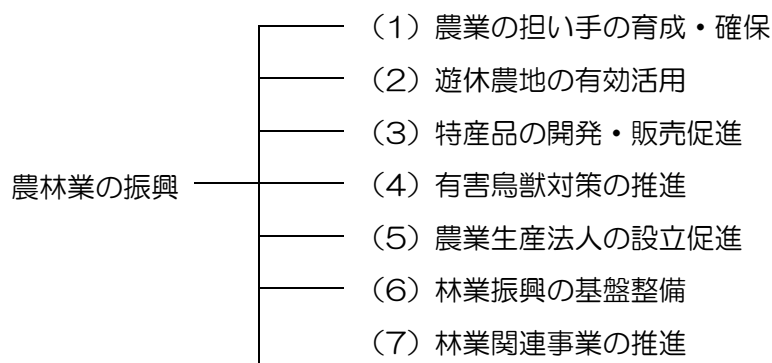 （1）農業の担い手の育成・確保
（2）遊休農地の有効活用
（3）特産品の開発・販売促進
農林業の振興
（4）有害鳥獣対策の推進
（5）農業生産法人の設立促進
（6）林業振興の基盤整備
（7）林業関連事業の推進